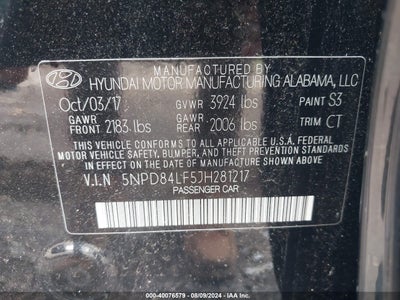 MANUFACTURED BY
HYUNDAI MOTOR MANUFACTURING ALABAMA, LLC
Oct/03/17 GVWR 3924 lbs PAINT S3
GAWR FRONT 2183 lbs GAWR REAR 2006 lbs TRIM CT
THIS VEHICLE CONFORMS TO ALL APPLICABLE U.S. FEDERAL
MOTOR VEHICLE SAFETY, BUMPER, AND THEFT PREVENTION STANDARDS
IN EFFECT ON THE DATE OF MANUFACTURE SHOWN ABOVE.
V.I.N 5NPD84LF5JH281217
PASSENGER CAR
000-40076579 - 08/09/2024 - IAAI.COM